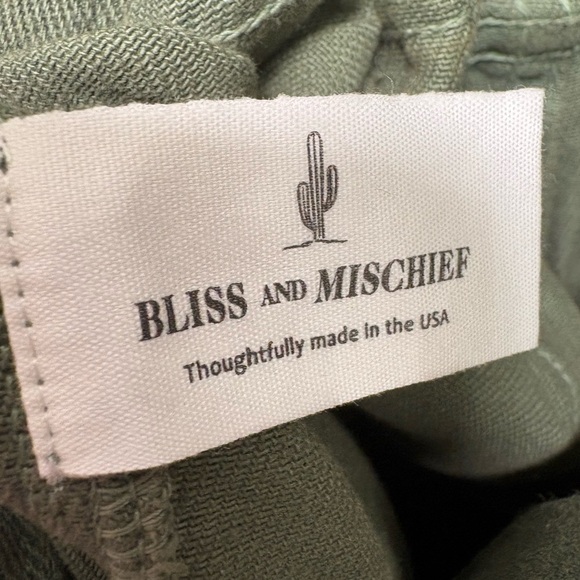 BLISS AND MISCHIEF
Thoughtfully made in the USA